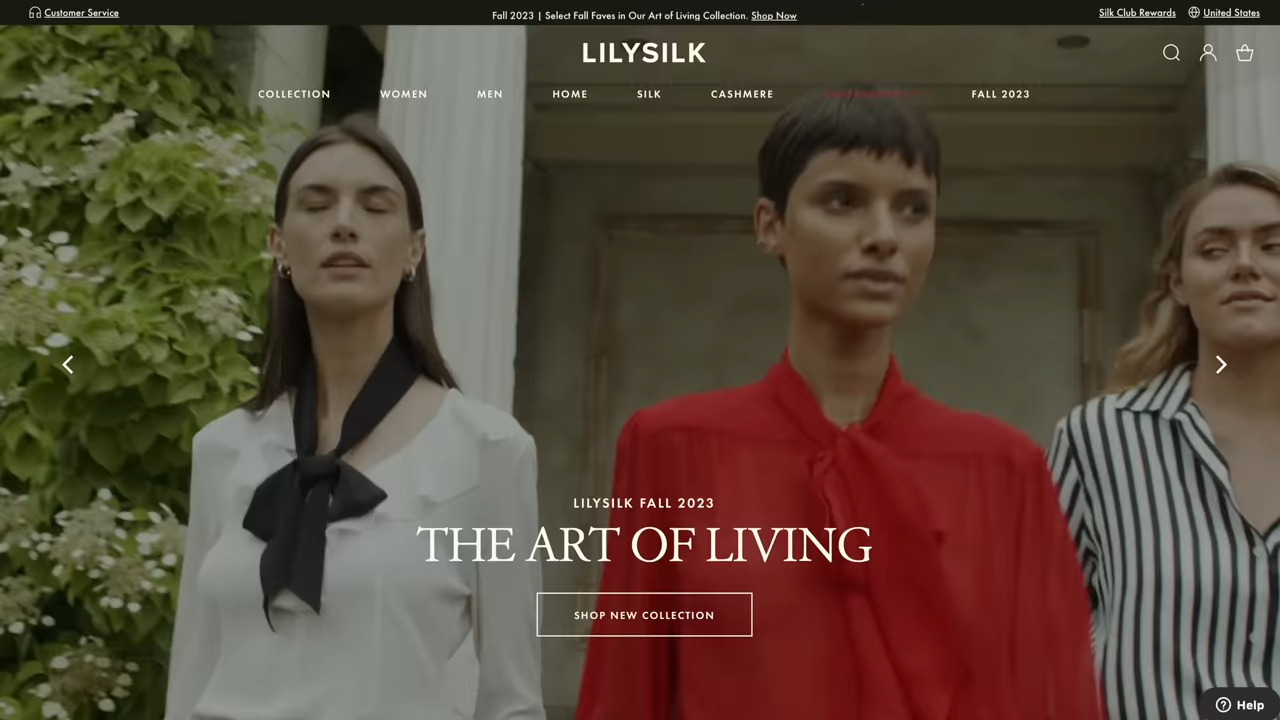 Customer Service
Fall 2023 | Select Fall Faves in Our Art of Living Collection. Shop Now
Silk Club Rewards
United States
LILYSILK
COLLECTION
WOMEN
MEN
HOME
SILK
CASHMERE
FALL 2023
LILYSILK FALL 2023
THE ART OF LIVING
SHOP NEW COLLECTION
Help